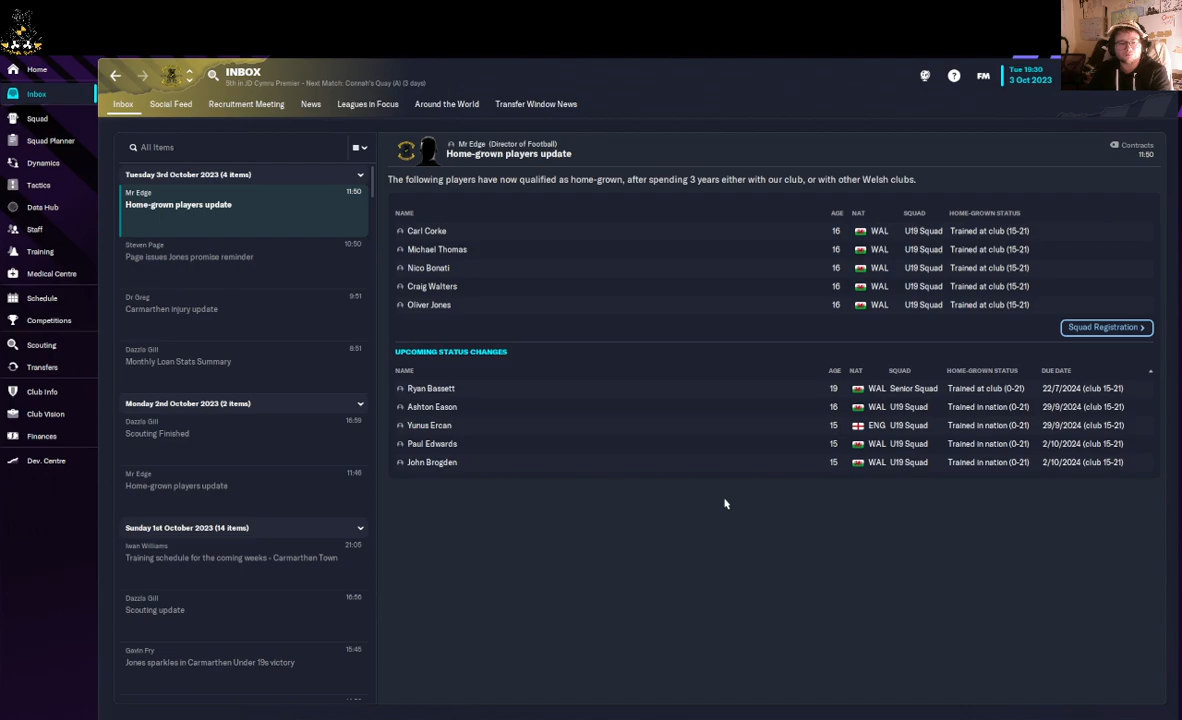 Home
Inbox
Squad
Squad Planner
Dynamics
Tactics
Data Hub
Staff
Training
Medical Centre
Schedule
Competitions
Scouting
Transfers
Club Info
Club Vision
Finances
Dev. Centre
INBOX
5th in JD Cymru Premier - Next Match: Connah's Quay (A) (3 days)
FM
Tue 19:30
3 Oct 2023
Inbox Social Feed Recruitment Meeting News Leagues in Focus Around the World Transfer Window News
All Items
Tuesday 3rd October 2023 (4 items)
Mr Edge 11:50
Home-grown players update
Steven Page 10:50
Page issues Jones promise reminder
Dr Greg 9:51
Carmarthen injury update
Dazzla Gill 8:51
Monthly Loan Stats Summary
Monday 2nd October 2023 (2 items)
Dazzla Gill 16:59
Scouting Finished
Mr Edge 11:46
Home-grown players update
Sunday 1st October 2023 (14 items)
Iwan Williams 21:05
Training schedule for the coming weeks - Carmarthen Town
Dazzla Gill 16:56
Scouting update
Gavin Fry 15:45
Jones sparkles in Carmarthen Under 19s victory
Mr Edge (Director of Football)
Home-grown players update
Contracts
11:50
The following players have now qualified as home-grown, after spending 3 years either with our club, or with other Welsh clubs.
NAME AGE NAT SQUAD HOME-GROWN STATUS
Carl Corke 16 WAL U19 Squad Trained at club (15-21)
Michael Thomas 16 WAL U19 Squad Trained at club (15-21)
Nico Bonati 16 WAL U19 Squad Trained at club (15-21)
Craig Walters 16 WAL U19 Squad Trained at club (15-21)
Oliver Jones 16 WAL U19 Squad Trained at club (15-21)
Squad Registration >
UPCOMING STATUS CHANGES
NAME AGE NAT SQUAD HOME-GROWN STATUS DUE DATE
Ryan Bassett 19 WAL Senior Squad Trained at club (0-21) 22/7/2024 (club 15-21)
Ashton Eason 16 WAL U19 Squad Trained in nation (0-21) 29/9/2024 (club 15-21)
Yunus Ercan 15 ENG U19 Squad Trained in nation (0-21) 29/9/2024 (club 15-21)
Paul Edwards 15 WAL U19 Squad Trained in nation (0-21) 2/10/2024 (club 15-21)
John Brogden 15 WAL U19 Squad Trained in nation (0-21) 2/10/2024 (club 15-21)